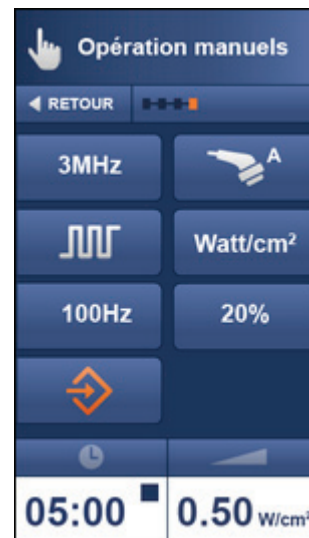 Opération manuels
RETOUR
3MHz
A
Watt/cm²
100Hz
20%
05:00
0.50 W/cm²